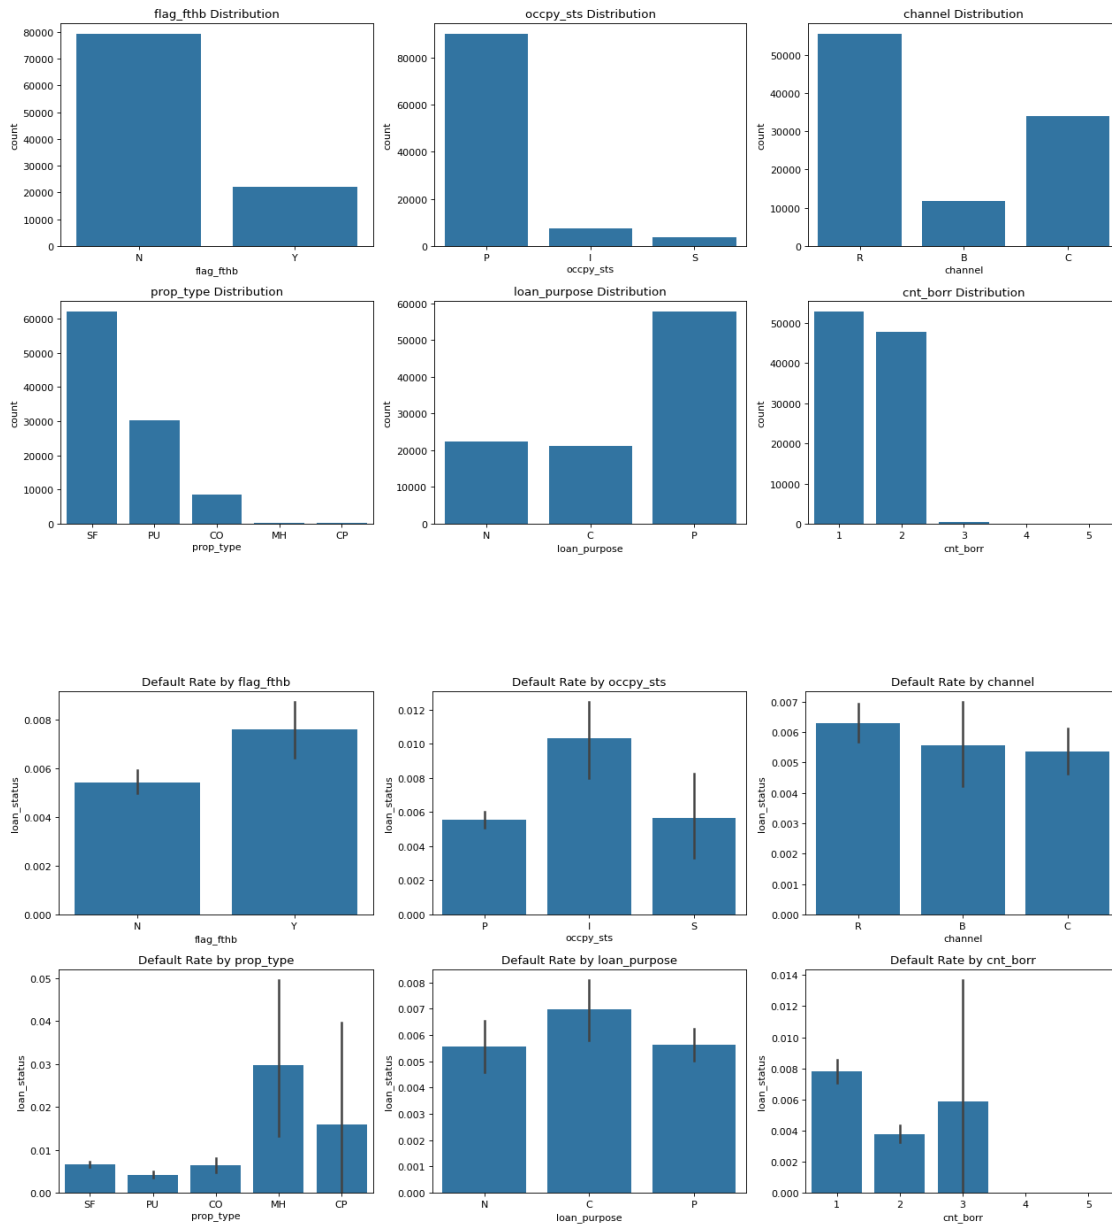 flag_fthb Distribution
80000
70000
60000
50000
40000
30000
20000
10000
0
count
N Y
flag_fthb
occpy_sts Distribution
80000
60000
40000
20000
0
count
P I S
occpy_sts
channel Distribution
50000
40000
30000
20000
10000
0
count
R B C
channel
prop_type Distribution
60000
50000
40000
30000
20000
10000
0
count
SF PU CO MH CP
prop_type
loan_purpose Distribution
60000
50000
40000
30000
20000
10000
0
count
N C P
loan_purpose
cnt_borr Distribution
50000
40000
30000
20000
10000
0
count
1 2 3 4 5
cnt_borr
Default Rate by flag_fthb
0.008
0.006
0.004
0.002
0.000
loan_status
N Y
flag_fthb
Default Rate by occpy_sts
0.012
0.010
0.008
0.006
0.004
0.002
0.000
loan_status
P I S
occpy_sts
Default Rate by channel
0.007
0.006
0.005
0.004
0.003
0.002
0.001
0.000
loan_status
R B C
channel
Default Rate by prop_type
0.05
0.04
0.03
0.02
0.01
0.00
loan_status
SF PU CO MH CP
prop_type
Default Rate by loan_purpose
0.008
0.007
0.006
0.005
0.004
0.003
0.002
0.001
0.000
loan_status
N C P
loan_purpose
Default Rate by cnt_borr
0.014
0.012
0.010
0.008
0.006
0.004
0.002
0.000
loan_status
1 2 3 4 5
cnt_borr